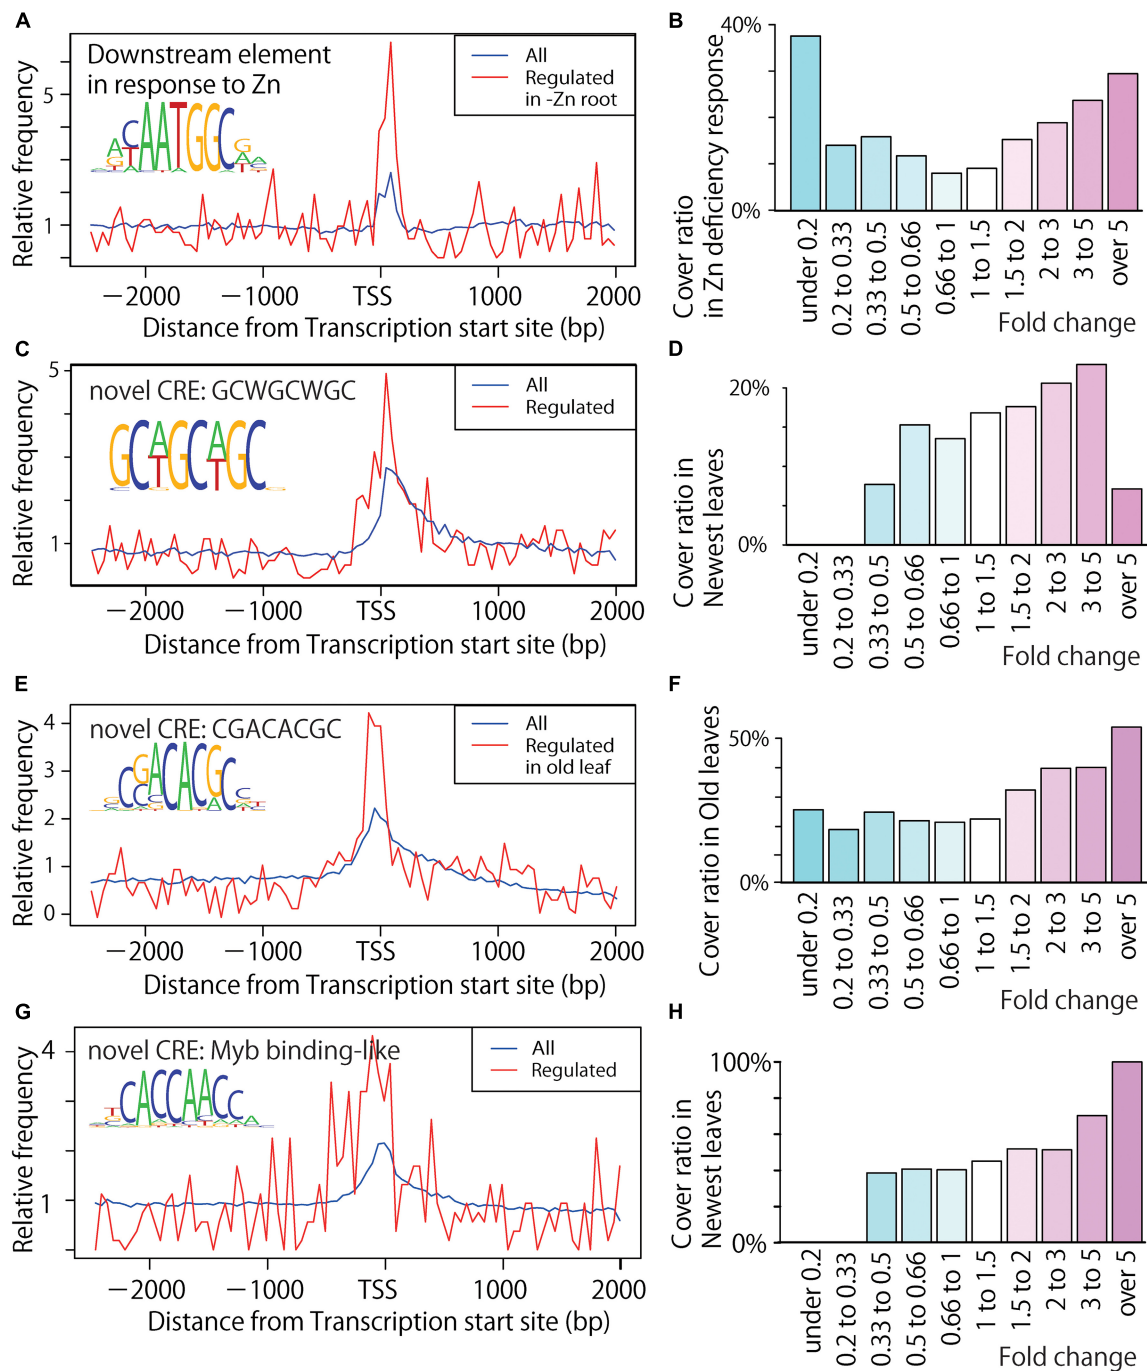 A
Downstream element
in response to Zn
All
Regulated
in -Zn root
Relative frequency
5
1
−2000
−1000
TSS
1000
2000
Distance from Transcription start site (bp)
B
40%
0%
Cover ratio
in Zn deficiency response
under 0.2
0.2 to 0.33
0.33 to 0.5
0.5 to 0.66
0.66 to 1
1 to 1.5
1.5 to 2
2 to 3
3 to 5
over 5
Fold change
C
novel CRE: GCWGCWGC
All
Regulated
Relative frequency
5
1
−2000
−1000
TSS
1000
2000
Distance from Transcription start site (bp)
D
20%
0%
Cover ratio in
Newest leaves
under 0.2
0.2 to 0.33
0.33 to 0.5
0.5 to 0.66
0.66 to 1
1 to 1.5
1.5 to 2
2 to 3
3 to 5
over 5
Fold change
E
novel CRE: CGACACGC
All
Regulated
in old leaf
Relative frequency
4
3
2
1
0
−2000
−1000
TSS
1000
2000
Distance from Transcription start site (bp)
F
50%
0%
Cover ratio in Old leaves
under 0.2
0.2 to 0.33
0.33 to 0.5
0.5 to 0.66
0.66 to 1
1 to 1.5
1.5 to 2
2 to 3
3 to 5
over 5
Fold change
G
novel CRE: Myb binding-like
All
Regulated
Relative frequency
4
1
−2000
−1000
TSS
1000
2000
Distance from Transcription start site (bp)
H
100%
0%
Cover ratio in
Newest leaves
under 0.2
0.2 to 0.33
0.33 to 0.5
0.5 to 0.66
0.66 to 1
1 to 1.5
1.5 to 2
2 to 3
3 to 5
over 5
Fold change